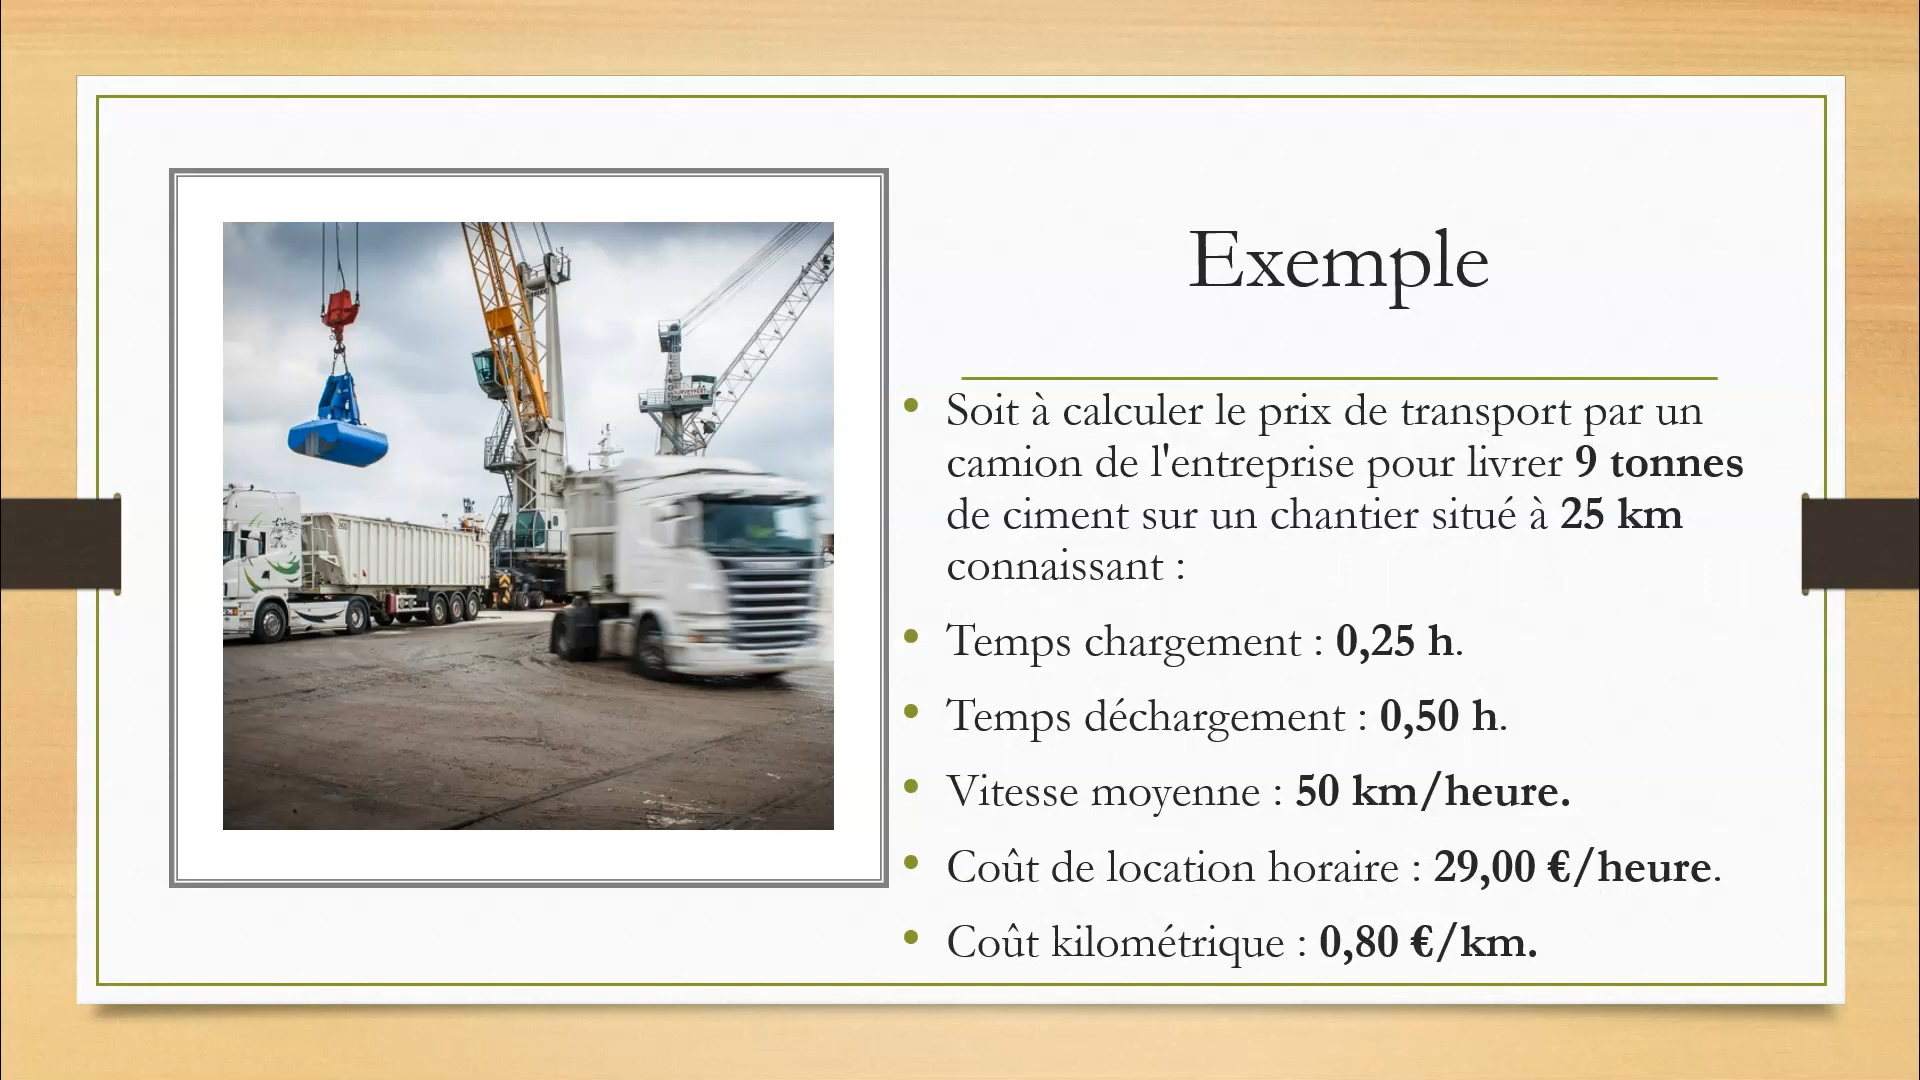 Exemple
• Soit à calculer le prix de transport par un
camion de l'entreprise pour livrer 9 tonnes
de ciment sur un chantier situé à 25 km
connaissant :
• Temps chargement : 0,25 h.
• Temps déchargement : 0,50 h.
• Vitesse moyenne : 50 km/heure.
• Coût de location horaire : 29,00 €/heure.
• Coût kilométrique : 0,80 €/km.